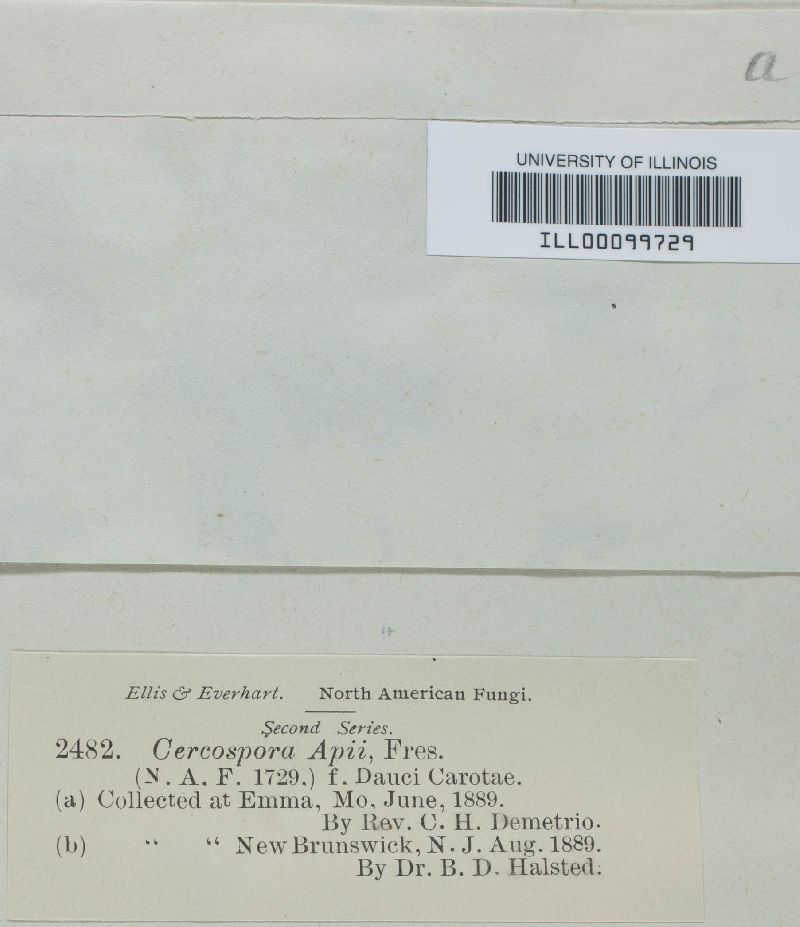 a
UNIVERSITY OF ILLINOIS
ILL00099729
Ellis & Everhart. North American Fungi.
Second Series.
2482. Cercospora Apii, Fres.
(N. A. F. 1729.) f. Dauci Carotae.
(a) Collected at Emma, Mo. June, 1889.
By Rev. C. H. Demetrio.
(b) “ “ New Brunswick, N. J. Aug. 1889.
By Dr. B. D. Halsted.